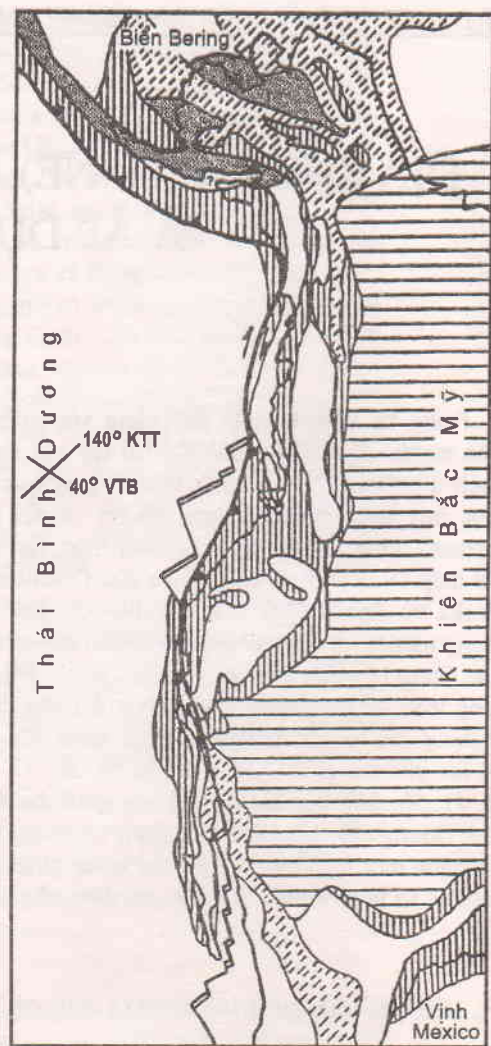 Biển Bering
Thái Bình Dương
140° KTT
40° VTB
Khiên Bắc Mỹ
Vịnh
Mexico